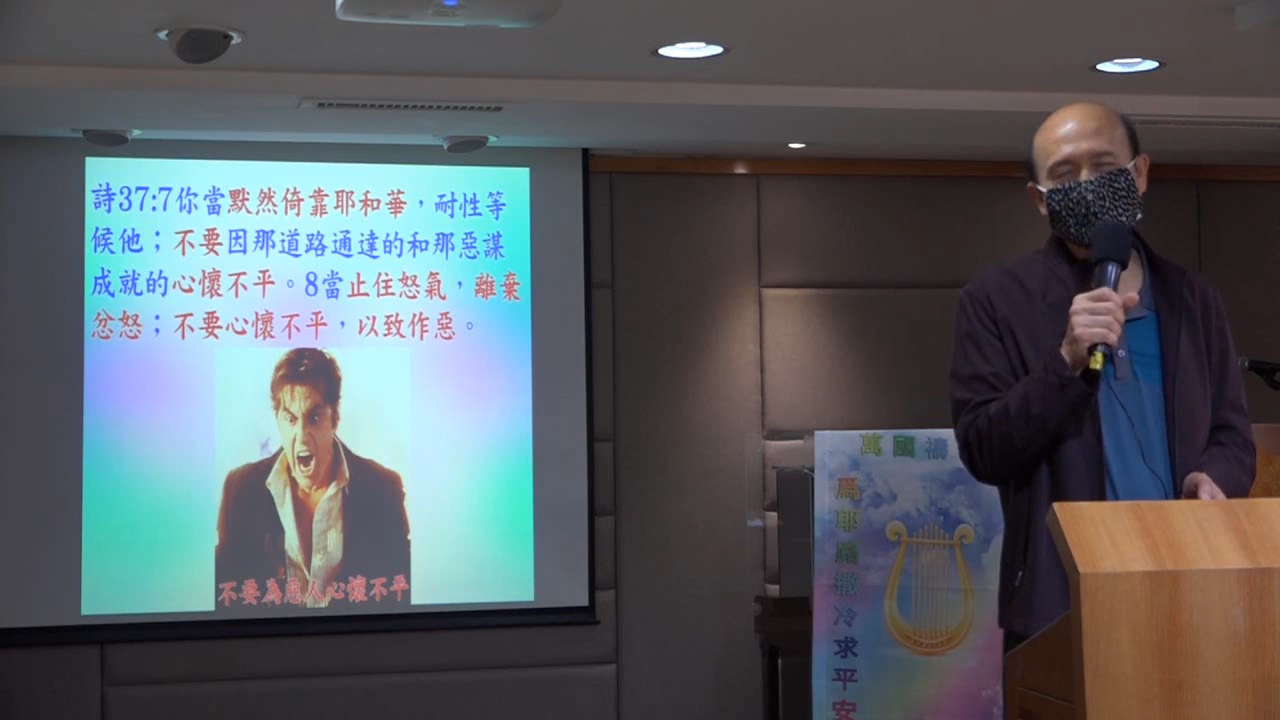 詩37:7你當默然倚靠耶和華，耐性等
候他；不要因那道路通達的和那惡謀
成就的心懷不平。8當止住怒氣，離棄
忿怒；不要心懷不平，以致作惡。
不要為惡人心懷不平
萬國禱
為耶路撒冷求平安